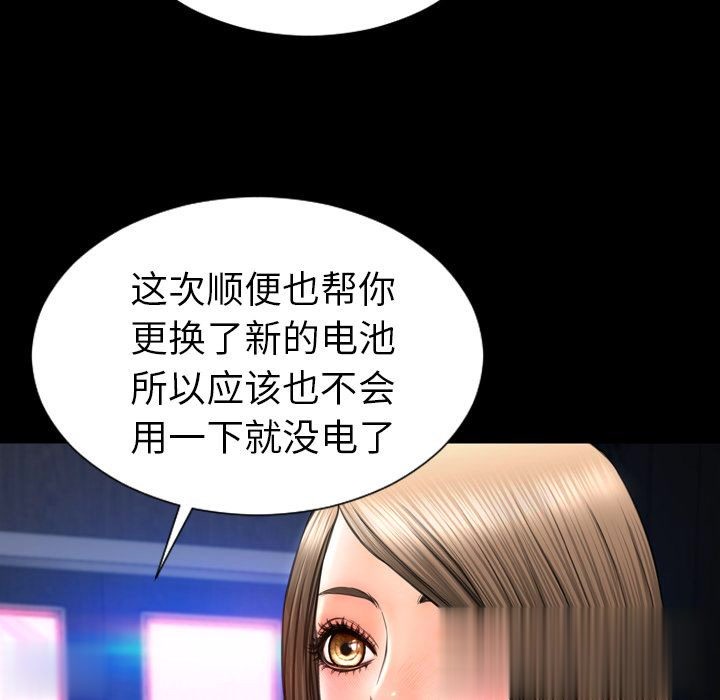 这次顺便也帮你
更换了新的电池
所以应该也不会
用一下就没电了